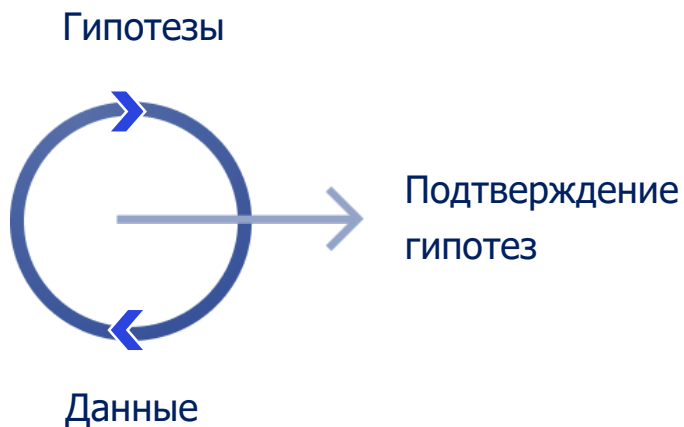 Гипотезы
Подтверждение
гипотез
Данные